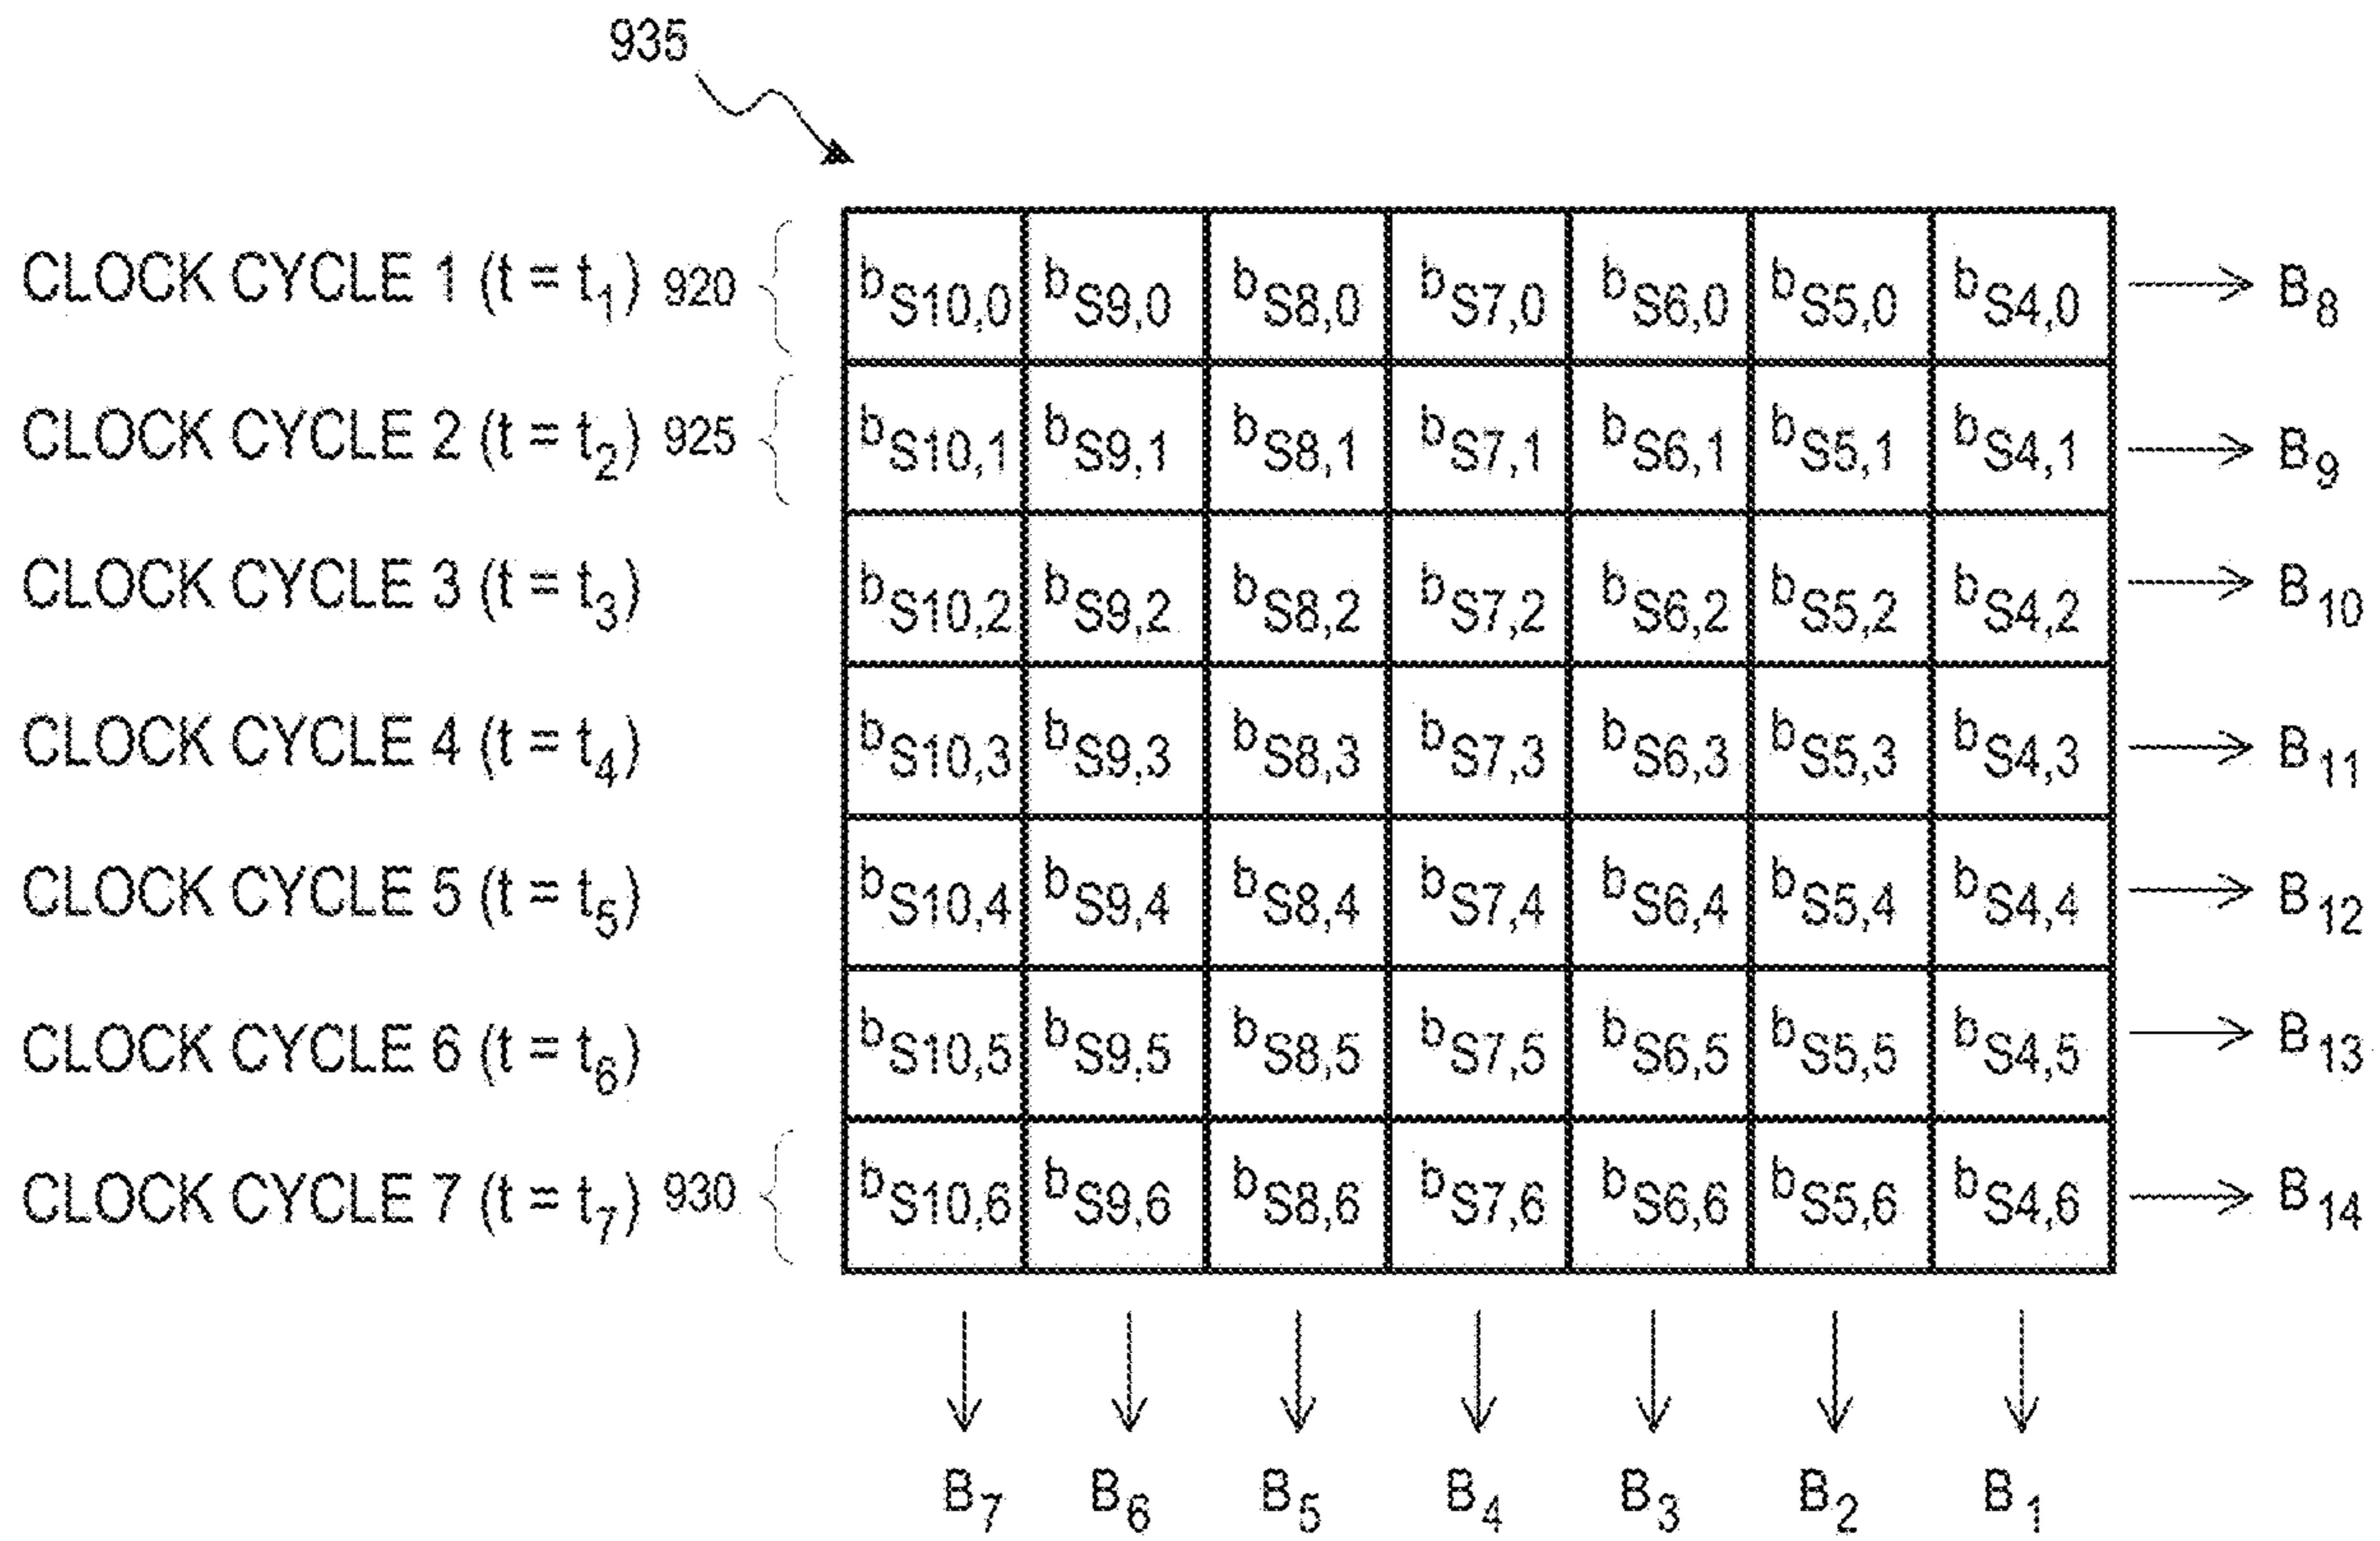 935
CLOCK CYCLE 1 (t = t1) 920 bS10,0 bS9,0 bS8,0 bS7,0 bS6,0 bS5,0 bS4,0 B8
CLOCK CYCLE 2 (t = t2) 925 bS10,1 bS9,1 bS8,1 bS7,1 bS6,1 bS5,1 bS4,1 B9
CLOCK CYCLE 3 (t = t3) bS10,2 bS9,2 bS8,2 bS7,2 bS6,2 bS5,2 bS4,2 B10
CLOCK CYCLE 4 (t = t4) bS10,3 bS9,3 bS8,3 bS7,3 bS6,3 bS5,3 bS4,3 B11
CLOCK CYCLE 5 (t = t5) bS10,4 bS9,4 bS8,4 bS7,4 bS6,4 bS5,4 bS4,4 B12
CLOCK CYCLE 6 (t = t6) bS10,5 bS9,5 bS8,5 bS7,5 bS6,5 bS5,5 bS4,5 B13
CLOCK CYCLE 7 (t = t7) 930 bS10,6 bS9,6 bS8,6 bS7,6 bS6,6 bS5,6 bS4,6 B14
B7 B6 B5 B4 B3 B2 B1